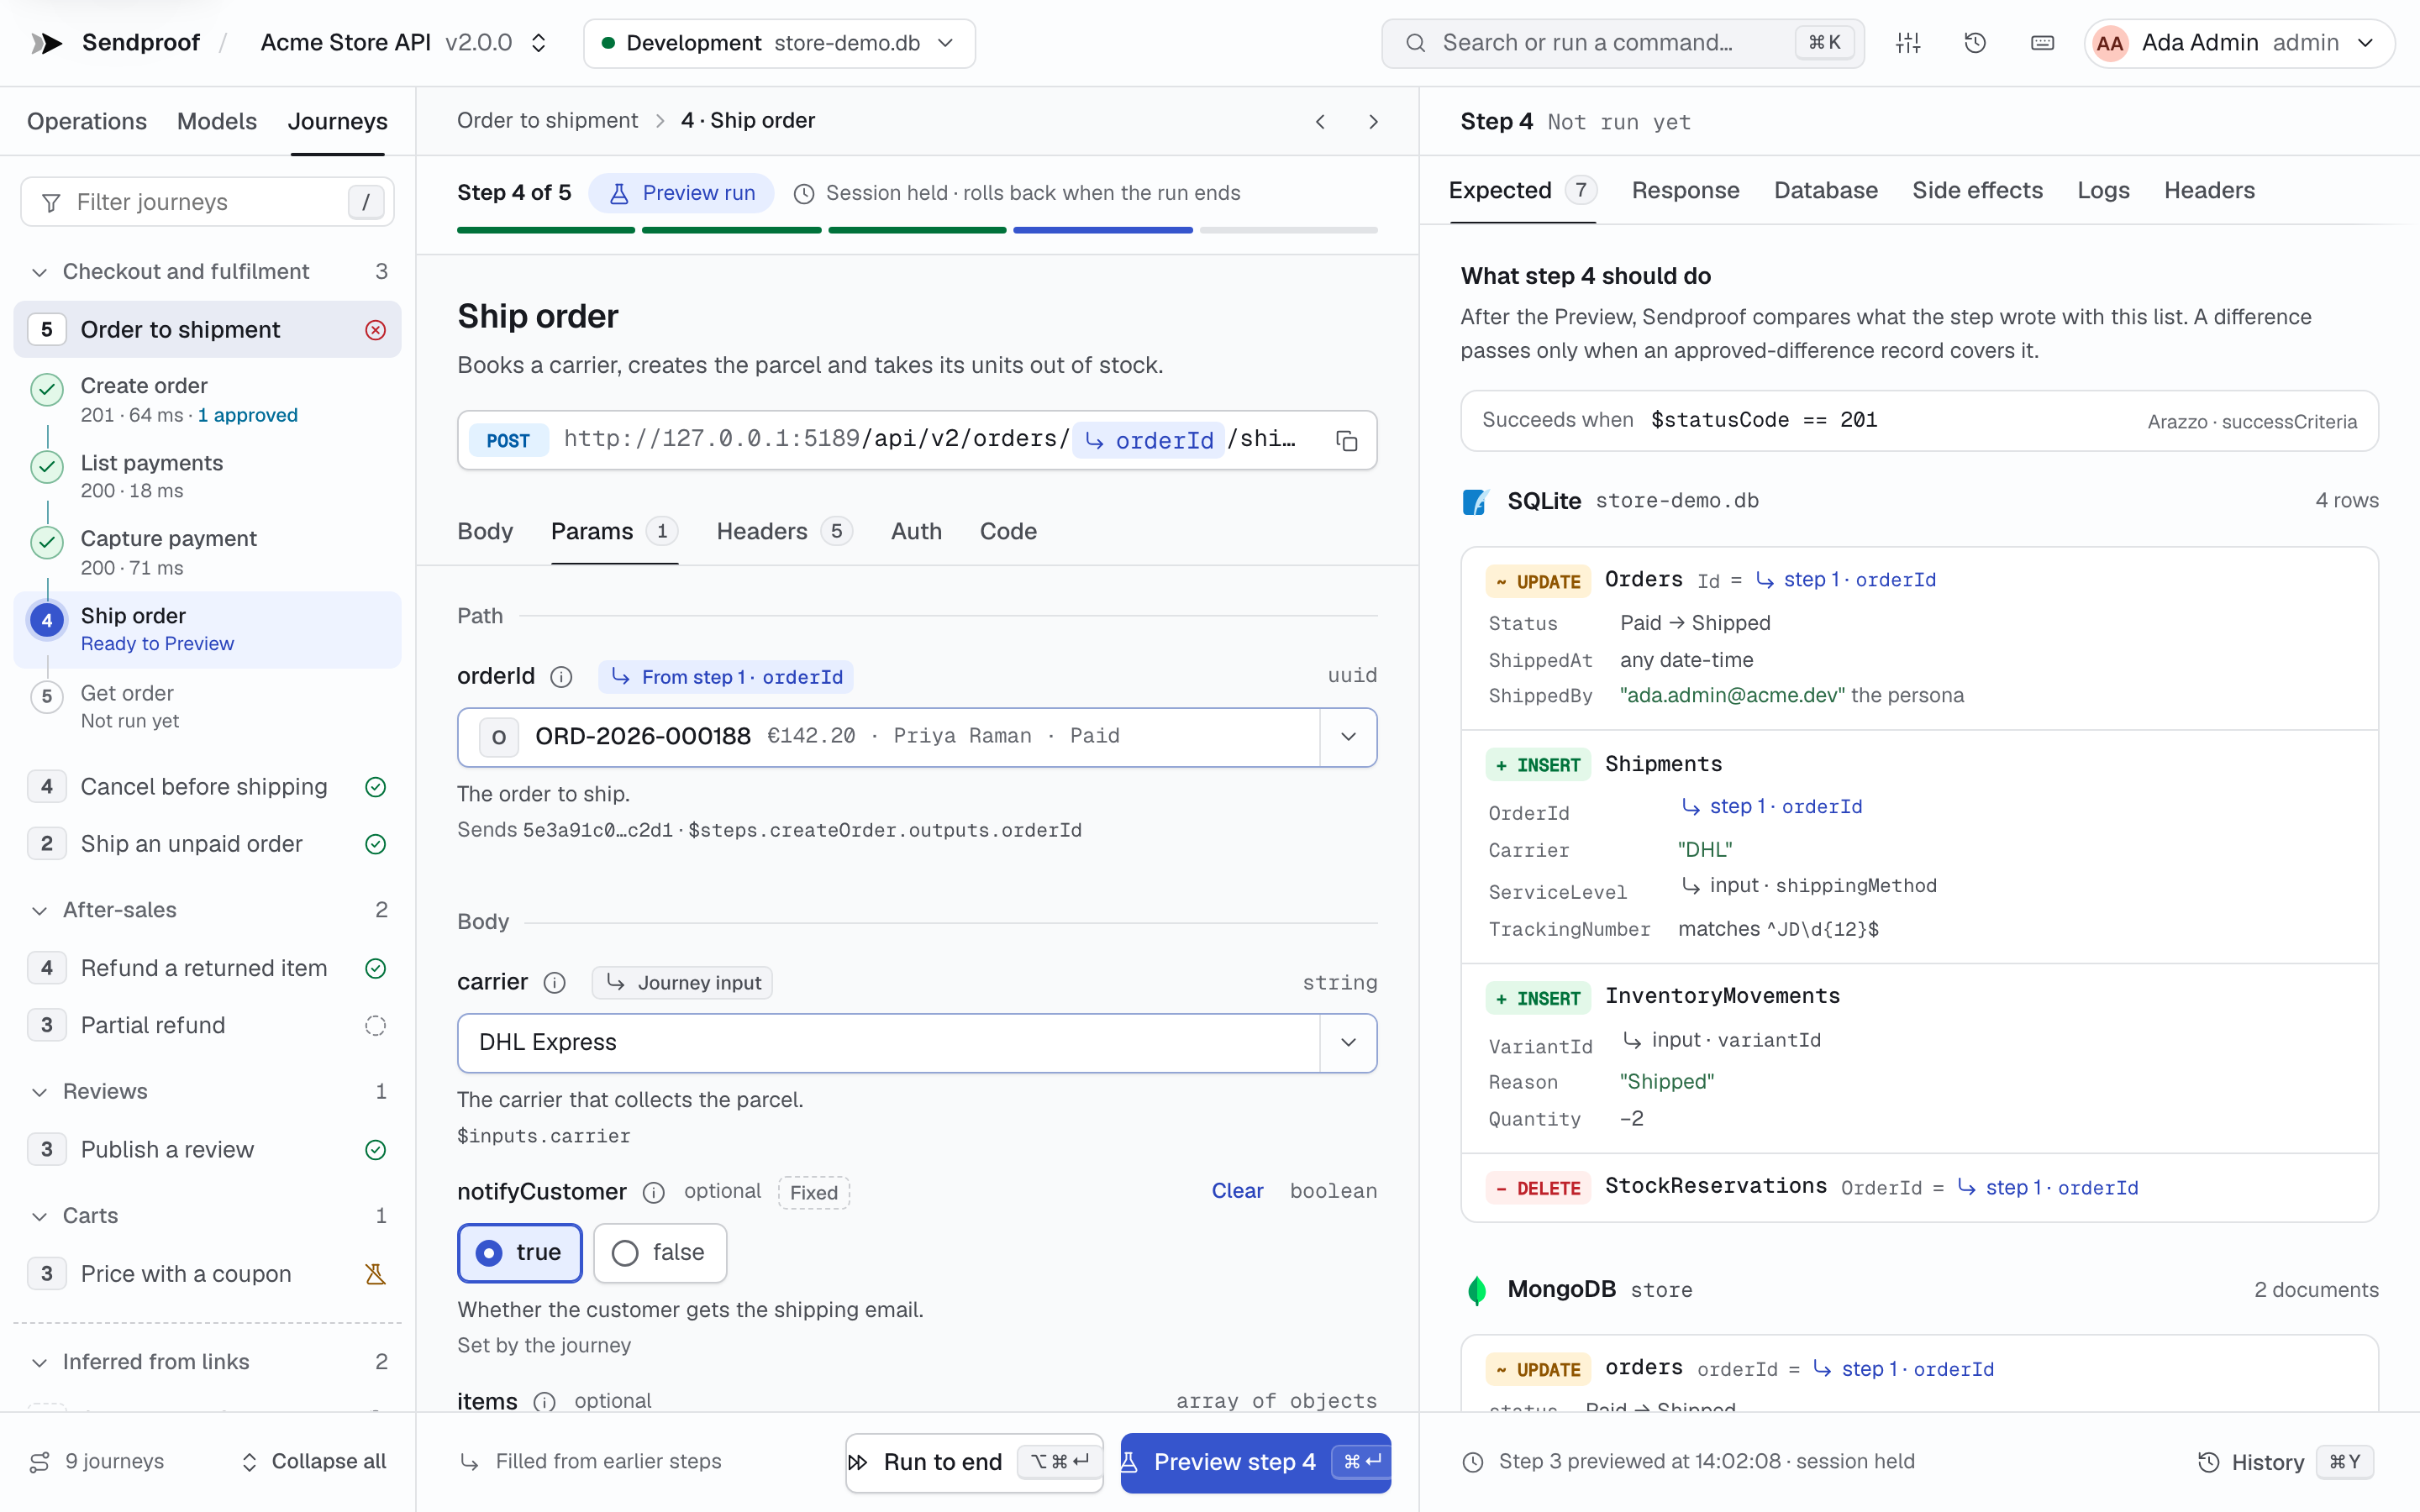 Sendproof / Acme Store API v2.0.0
Development store-demo.db
Search or run a command… ⌘K
AA Ada Admin admin
Operations Models Journeys
Filter journeys /
Checkout and fulfilment 3
5 Order to shipment
Create order
201 · 64 ms · 1 approved
List payments
200 · 18 ms
Capture payment
200 · 71 ms
4 Ship order
Ready to Preview
5 Get order
Not run yet
4 Cancel before shipping
2 Ship an unpaid order
After-sales 2
4 Refund a returned item
3 Partial refund
Reviews 1
3 Publish a review
Carts 1
3 Price with a coupon
Inferred from links 2
9 journeys Collapse all
Order to shipment > 4 · Ship order
Step 4 of 5 Preview run Session held · rolls back when the run ends
Ship order
Books a carrier, creates the parcel and takes its units out of stock.
POST http://127.0.0.1:5189/api/v2/orders/ orderId /shi…
Body Params 1 Headers 5 Auth Code
Path
orderId From step 1 · orderId uuid
O ORD-2026-000188 €142.20 · Priya Raman · Paid
The order to ship.
Sends 5e3a91c0…c2d1 · $steps.createOrder.outputs.orderId
Body
carrier Journey input string
DHL Express
The carrier that collects the parcel.
$inputs.carrier
notifyCustomer optional Fixed Clear boolean
true false
Whether the customer gets the shipping email.
Set by the journey
items optional array of objects
Filled from earlier steps Run to end ⌥⌘↵ Preview step 4 ⌘↵
Step 4 Not run yet
Expected 7 Response Database Side effects Logs Headers
What step 4 should do
After the Preview, Sendproof compares what the step wrote with this list. A difference
passes only when an approved-difference record covers it.
Succeeds when $statusCode == 201 Arazzo · successCriteria
SQLite store-demo.db 4 rows
~ UPDATE Orders Id = step 1 · orderId
Status Paid → Shipped
ShippedAt any date-time
ShippedBy "ada.admin@acme.dev" the persona
+ INSERT Shipments
OrderId step 1 · orderId
Carrier "DHL"
ServiceLevel input · shippingMethod
TrackingNumber matches ^JD\d{12}$
+ INSERT InventoryMovements
VariantId input · variantId
Reason "Shipped"
Quantity −2
− DELETE StockReservations OrderId = step 1 · orderId
MongoDB store 2 documents
~ UPDATE orders orderId = step 1 · orderId
status Paid → Shipped
Step 3 previewed at 14:02:08 · session held History ⌘Y